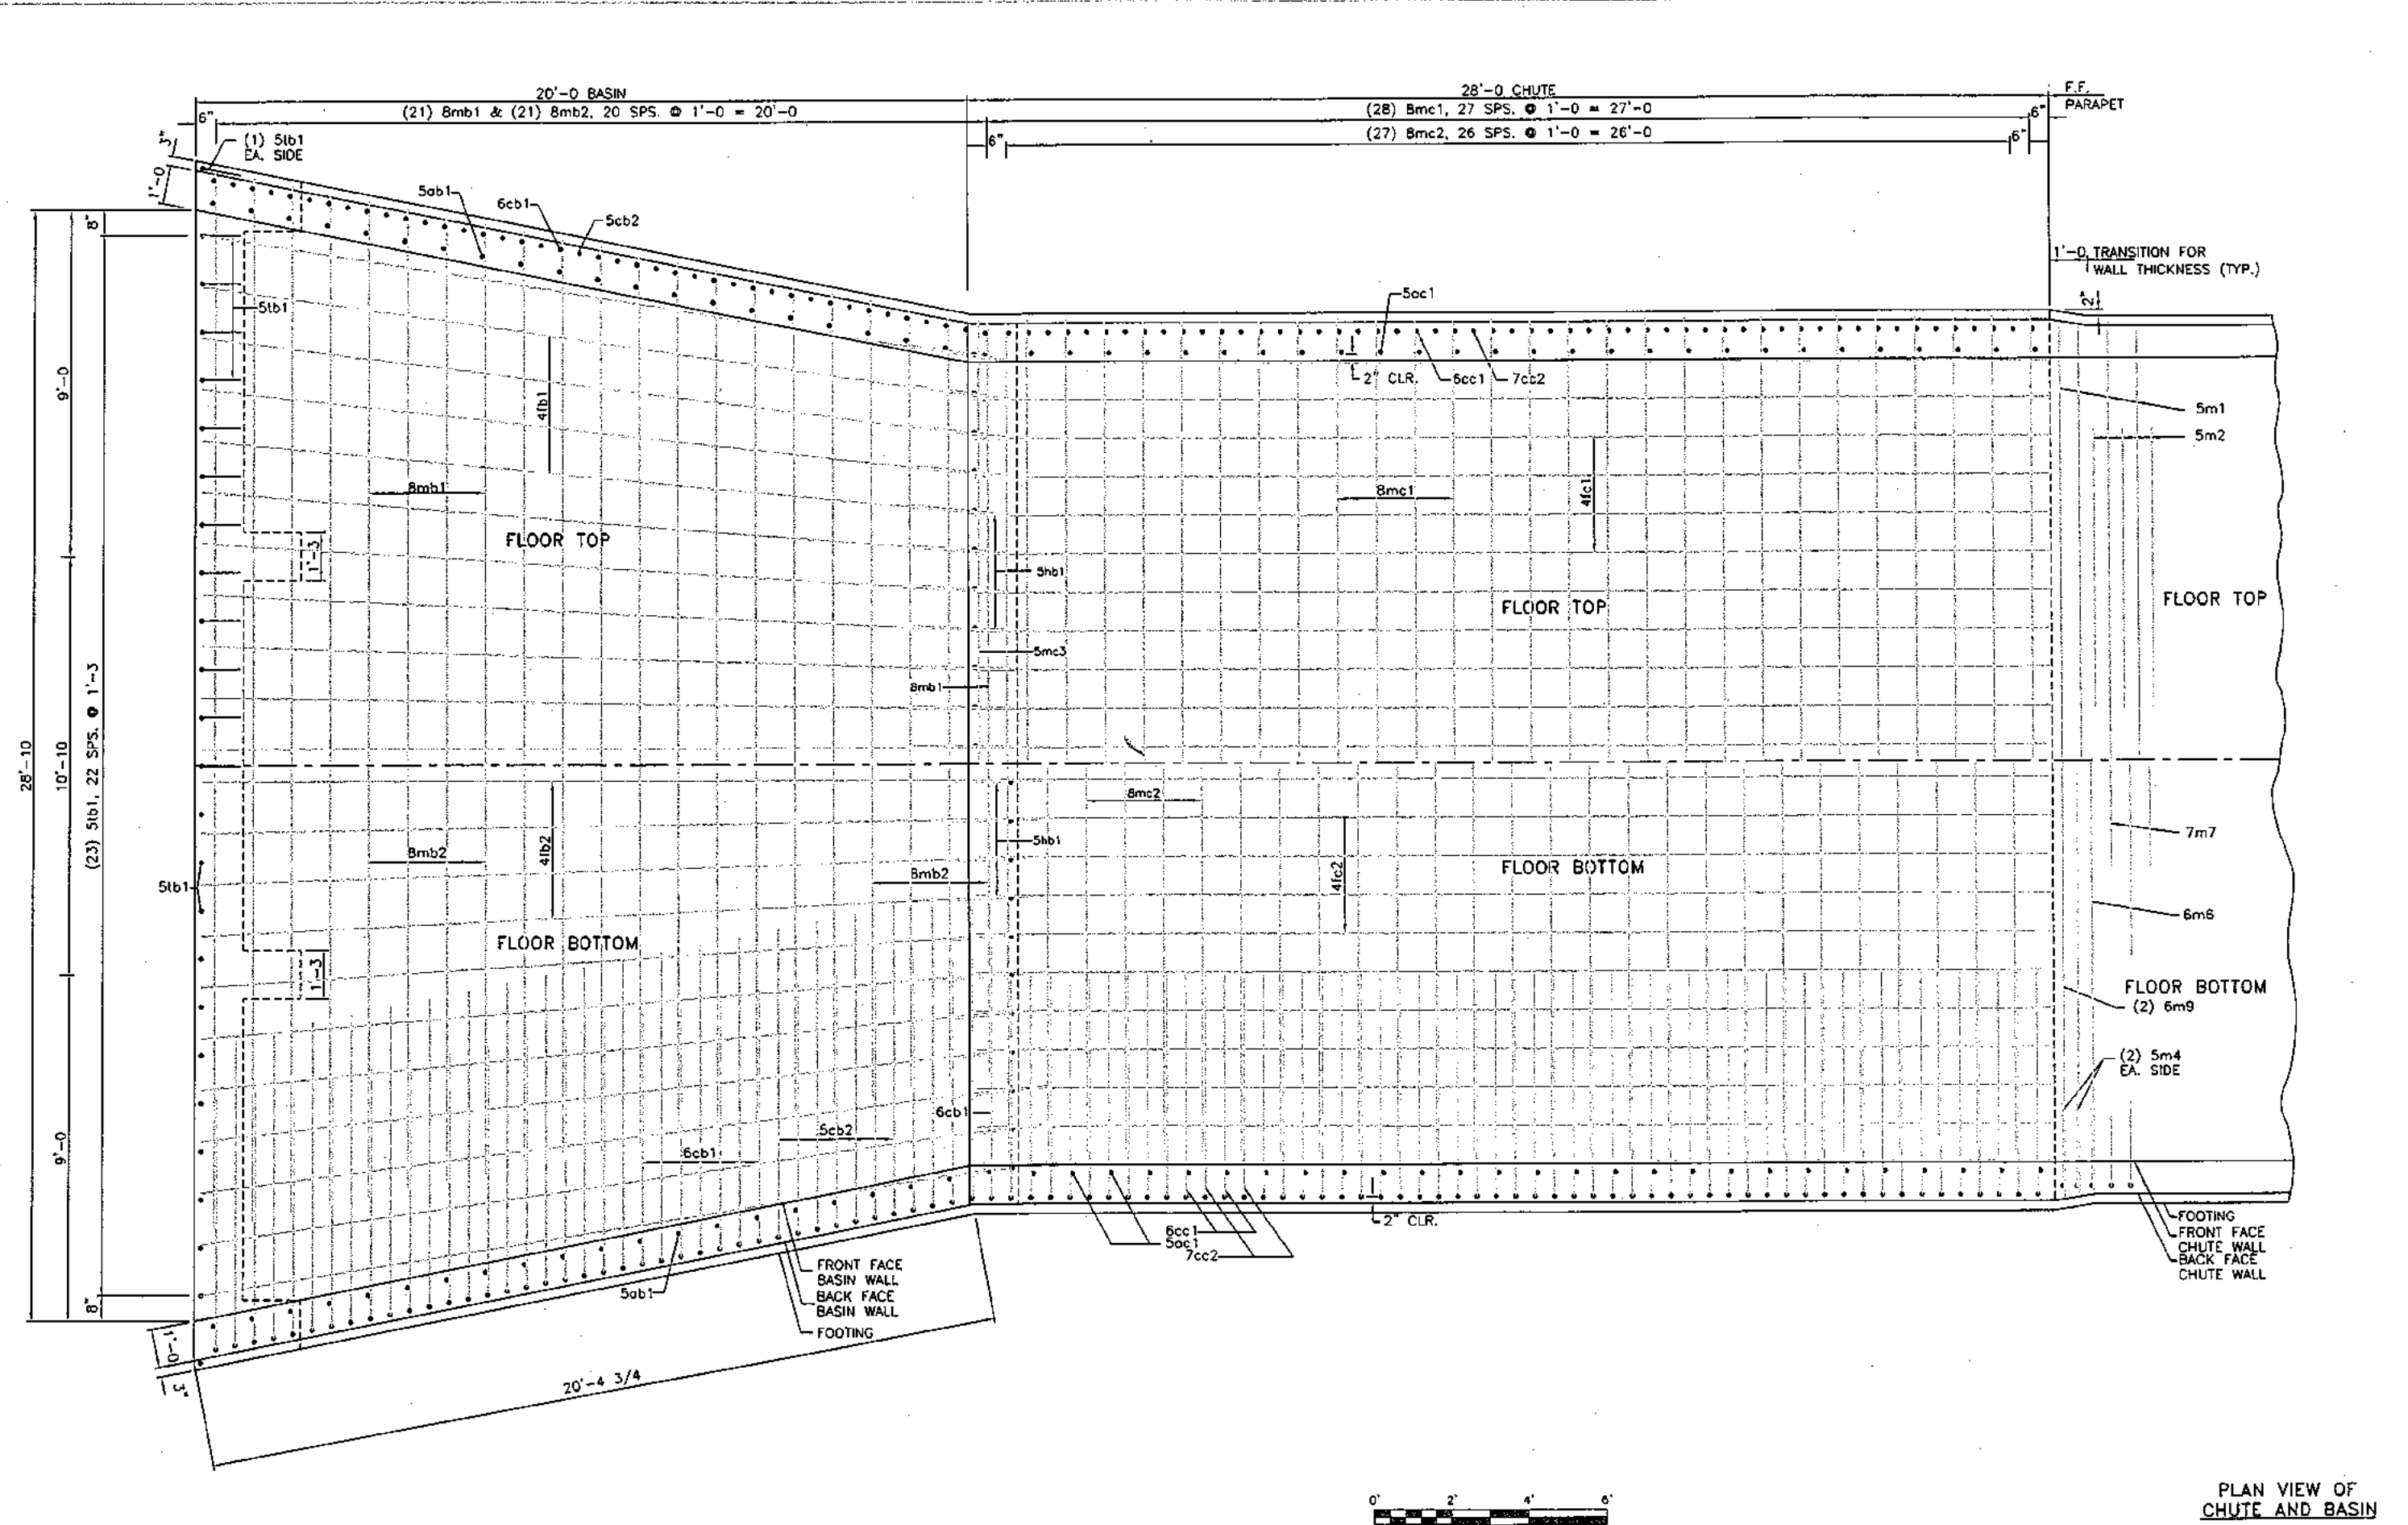 20'-0 BASIN
28'-0 CHUTE
F.F.
PARAPET
(21) 8mb1 & (21) 8mb2, 20 SPS. @ 1'-0 = 20'-0
(28) 8mc1, 27 SPS. @ 1'-0 = 27'-0
(27) 8mc2, 26 SPS. @ 1'-0 = 26'-0
6"
6"
6"
6"
3"
1'-0
(1) 5tb1
EA. SIDE
5ab1
6cb1
5cb2
8"
5tb1
1'-0 TRANSITION FOR
WALL THICKNESS (TYP.)
2"
5ac1
2" CLR.
6cc1
7cc2
5m1
5m2
9'-0
4fb1
8mb1
FLOOR TOP
1'-3
8mc1
4fc1
5hb1
FLOOR TOP
FLOOR TOP
5mc3
8mb1
28'-10
10'-10
(23) 5tb1, 22 SPS. @ 1'-3
8mc2
5hb1
7m7
4fb2
8mb2
8mb2
4fc2
FLOOR BOTTOM
5tb1
6m6
FLOOR BOTTOM
1'-3
FLOOR BOTTOM
(2) 6m9
(2) 5m4
EA. SIDE
9'-0
6cb1
5cb2
6cb1
8"
1'-0
3"
5ab1
FRONT FACE
BASIN WALL
BACK FACE
BASIN WALL
FOOTING
6cc1
5ac1
7cc2
2" CLR.
FOOTING
FRONT FACE
CHUTE WALL
BACK FACE
CHUTE WALL
20'-4 3/4
0' 2' 4' 6'
PLAN VIEW OF
CHUTE AND BASIN